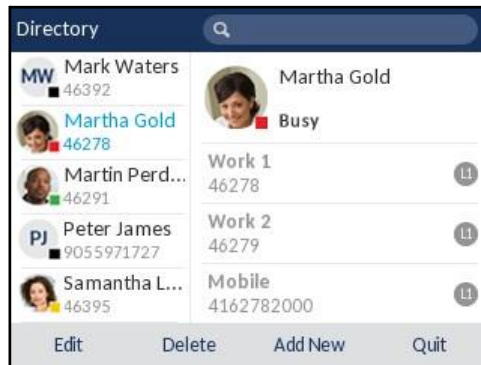 Directory
MW Mark Waters
46392
Martha Gold
46278
Martin Perd...
46291
PJ Peter James
9055971727
Samantha L...
46395
Martha Gold
Busy
Work 1
46278
L1
Work 2
46279
L1
Mobile
4162782000
L1
Edit Delete Add New Quit